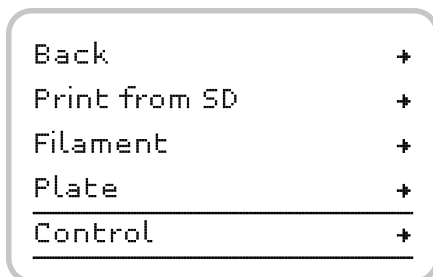 Back →
Print from SD →
Filament →
Plate →
Control →